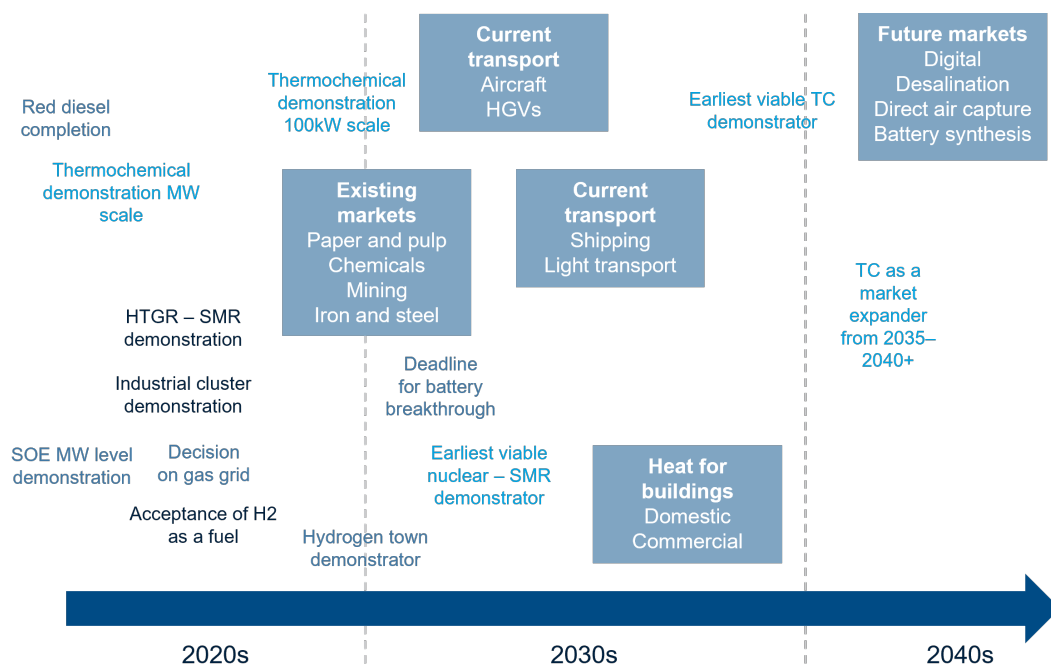 Red diesel
completion
Thermochemical
demonstration MW
scale
HTGR – SMR
demonstration
Industrial cluster
demonstration
SOE MW level
demonstration
Decision
on gas grid
Acceptance of H2
as a fuel
Thermochemical
demonstration
100kW scale
Existing
markets
Paper and pulp
Chemicals
Mining
Iron and steel
Hydrogen town
demonstrator
Current
transport
Aircraft
HGVs
Current
transport
Shipping
Light transport
Deadline
for battery
breakthrough
Earliest viable
nuclear – SMR
demonstrator
Heat for
buildings
Domestic
Commercial
Earliest viable TC
demonstrator
Future markets
Digital
Desalination
Direct air capture
Battery synthesis
TC as a
market
expander
from 2035–
2040+
2020s
2030s
2040s